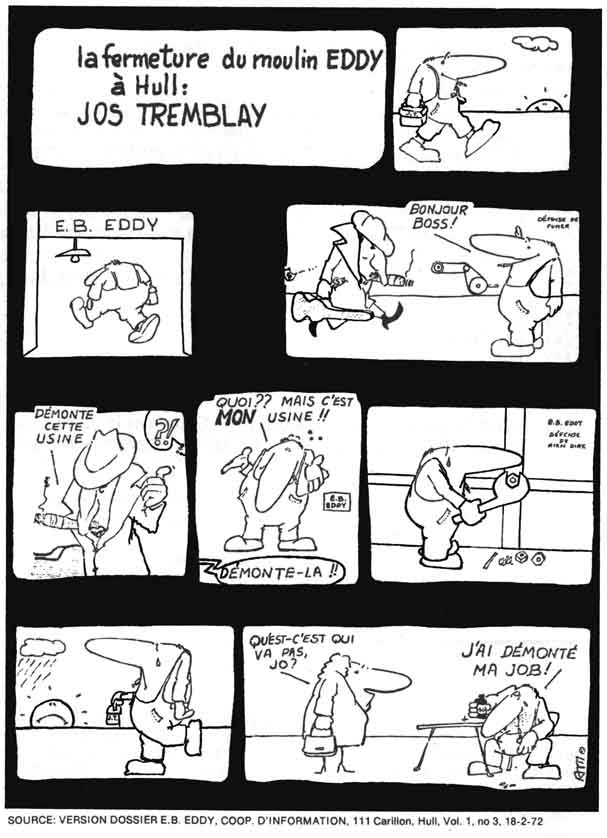 la fermeture du moulin EDDY
à Hull:
JOS TREMBLAY
E.B. EDDY
BONJOUR
BOSS!
DÉFENSE DE
FUMER
DÉMONTE
CETTE
USINE
?!
QUOI?? MAIS C'EST
MON USINE!!
E.B.
EDDY
DÉMONTE-LA!!
E.B. EDDY
DÉFENSE
DE
RIEN DIRE
QU'EST-C'EST QUI
VA PAS,
JO?
J'AI DÉMONTÉ
MA JOB!
SOURCE: VERSION DOSSIER E.B. EDDY, COOP. D'INFORMATION, 111 Carillon, Hull, Vol. 1, no 3, 18-2-72